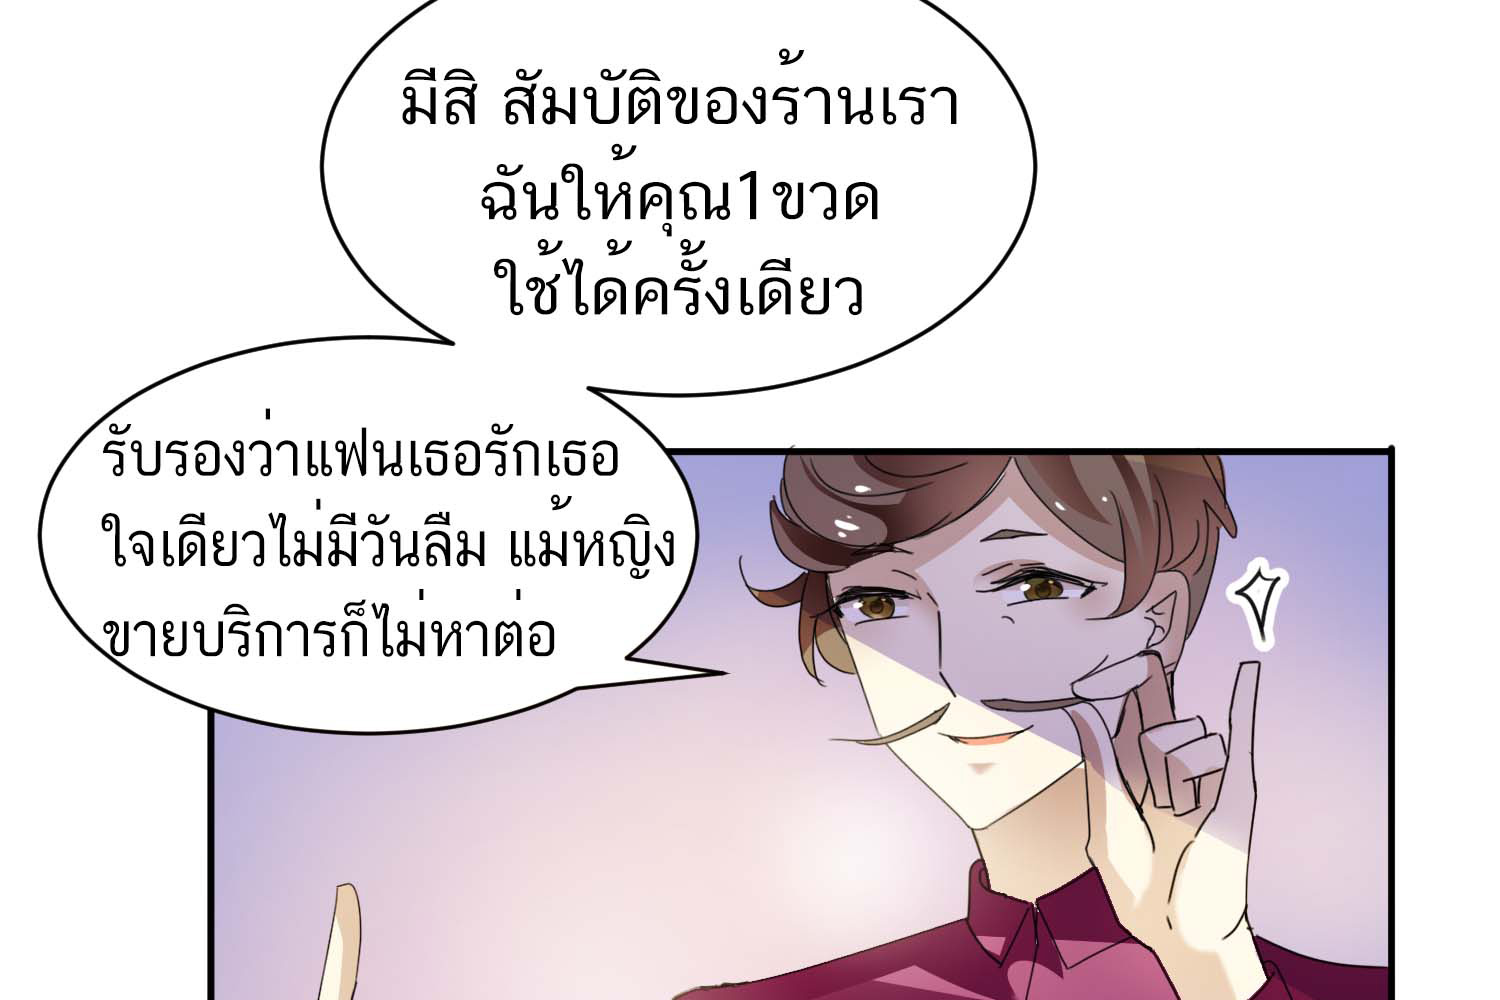 มีสิ สัมบัติของร้านเรา
ฉันให้คุณ1ขวด
ใช้ได้ครั้งเดียว
รับรองว่าแฟนเธอรักเธอ
ใจเดียวไม่มีวันลืม แม้หญิง
ขายบริการก็ไม่หาต่อ